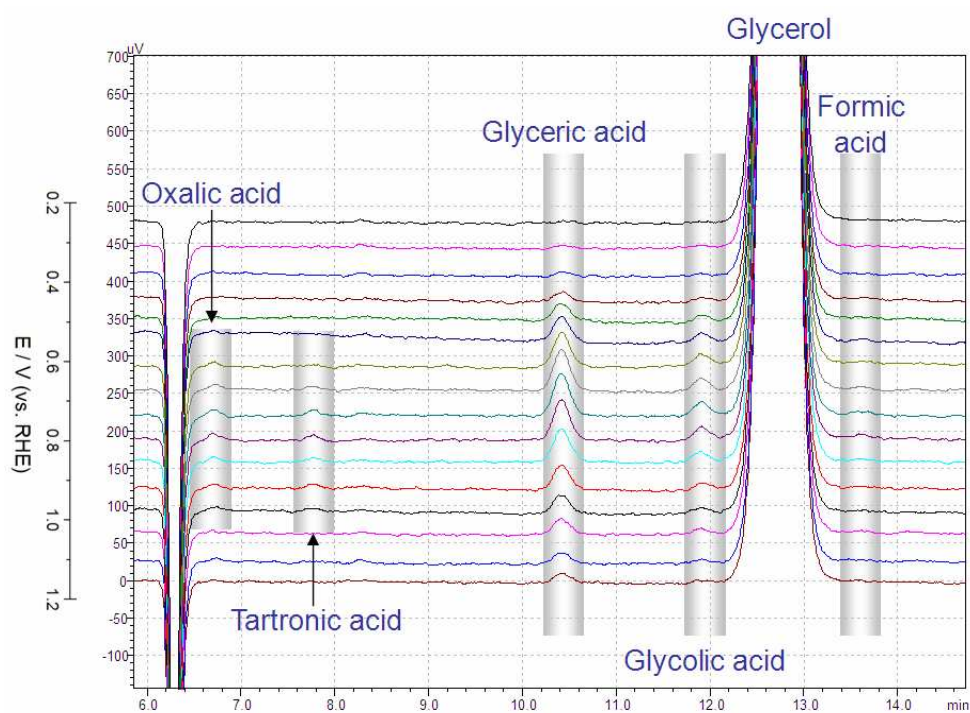 Glycerol
uV
700
650
600
550
500
450
400
350
300
250
200
150
100
50
0
-50
-100
Formic
acid
Glyceric acid
Oxalic acid
0.2
0.4
0.6
0.8
1.0
1.2
E / V (vs. RHE)
Tartronic acid
Glycolic acid
6.0 7.0 8.0 9.0 10.0 11.0 12.0 13.0 14.0 min